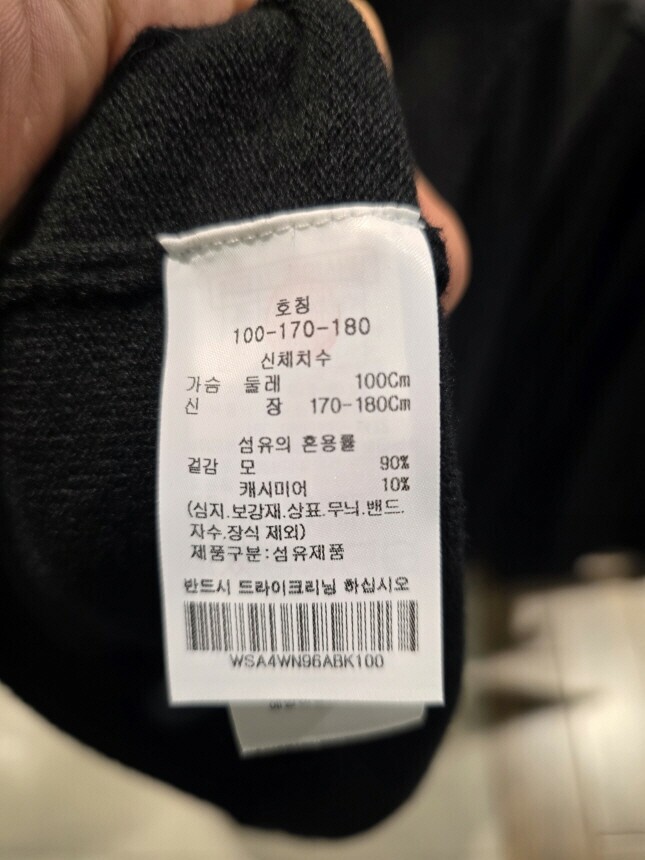 호칭
100-170-180
신체치수
가슴 둘레 100Cm
신 장 170-180Cm
섬유의 혼용률
겉감 모 90%
캐시미어 10%
(심지.보강재.상표.무늬.밴드.
자수.장식 제외)
제품구분:섬유제품
반드시 드라이크리닝 하십시오
WSA4WN96ABK100